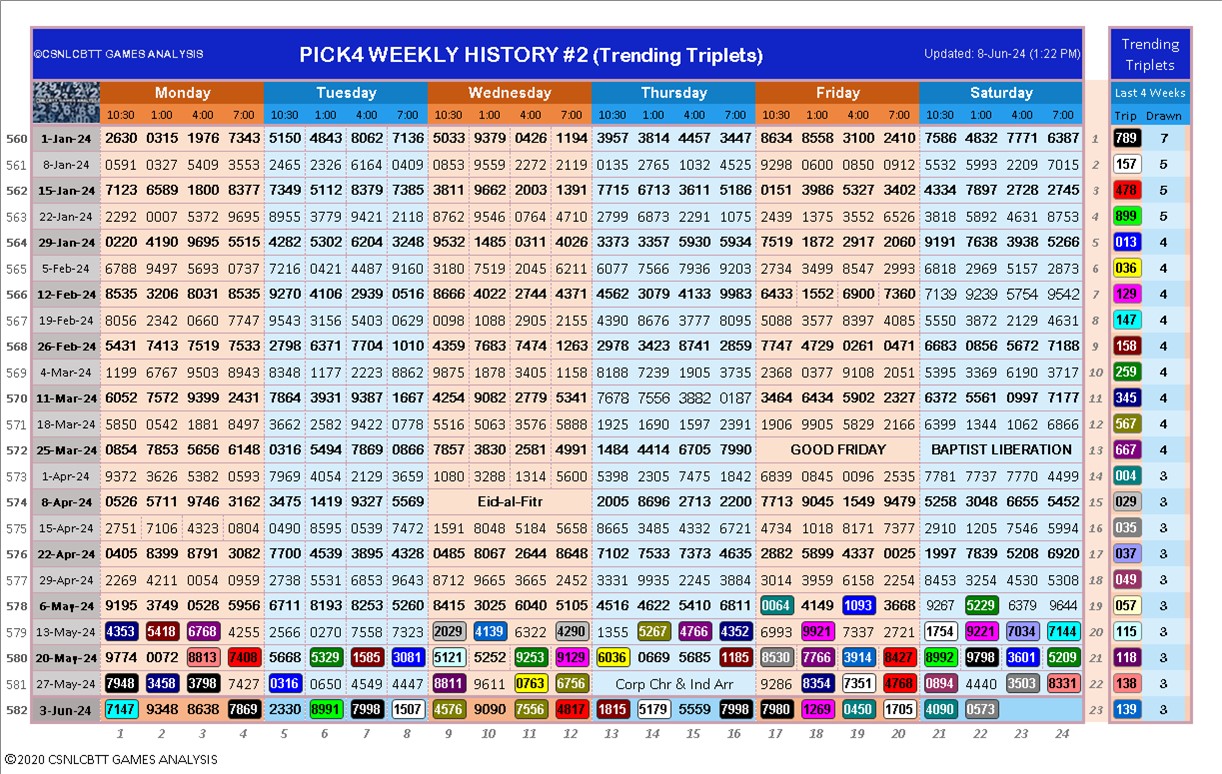 ©CSNLCBTT GAMES ANALYSIS PICK4 WEEKLY HISTORY #2 (Trending Triplets) Updated: 8-Jun-24 (1:22 PM) Trending
Triplets
Monday Tuesday Wednesday Thursday Friday Saturday Last 4 Weeks
10:30 1:00 4:00 7:00 10:30 1:00 4:00 7:00 10:30 1:00 4:00 7:00 10:30 1:00 4:00 7:00 10:30 1:00 4:00 7:00 10:30 1:00 4:00 7:00 Trip Drawn
560 1-Jan-24 2630 0315 1976 7343 5150 4843 8062 7136 5033 9379 0426 1194 3957 3814 4457 3447 8634 8558 3100 2410 7586 4832 7771 6387 1 789 7
561 8-Jan-24 0591 0327 5409 3553 2465 2326 6164 0409 0853 9559 2272 2119 0135 2765 1032 4525 9298 0600 0850 0912 5532 5993 2209 7015 2 157 5
562 15-Jan-24 7123 6589 1800 8377 7349 5112 8379 7385 3811 9662 2003 1391 7715 6713 3611 5186 0151 3986 5327 3402 4334 7897 2728 2745 3 478 5
563 22-Jan-24 2292 0007 5372 9695 8955 3779 9421 2118 8762 9546 0764 4710 2799 6873 2291 1075 2439 1375 3552 6526 3818 5892 4631 8753 4 899 5
564 29-Jan-24 0220 4190 9695 5515 4282 5302 6204 3248 9532 1485 0311 4026 3373 3357 5930 5934 7519 1872 2917 2060 9191 7638 3938 5266 5 013 4
565 5-Feb-24 6788 9497 5693 0737 7216 0421 4487 9160 3180 7519 2045 6211 6077 7566 7936 9203 2734 3499 8547 2993 6818 2969 5157 2873 6 036 4
566 12-Feb-24 8535 3206 8031 8535 9270 4106 2939 0516 8666 4022 2744 4371 4562 3079 4133 9983 6433 1552 6900 7360 7139 9239 5754 9542 7 129 4
567 19-Feb-24 8056 2342 0660 7747 9543 3156 5403 0629 0098 1088 2905 2155 4390 8676 3777 8095 5088 3577 8397 4085 5550 3872 2129 4631 8 147 4
568 26-Feb-24 5431 7413 7519 7533 2798 6371 7704 1010 4359 7683 7474 1263 2978 3423 8741 2859 7747 4729 0261 0471 6683 0856 5672 7188 9 158 4
569 4-Mar-24 1199 6767 9503 8943 8348 1177 2223 8862 9875 1878 3405 1158 8188 7239 1905 3735 2368 0377 9108 2051 5395 3369 6190 3717 10 259 4
570 11-Mar-24 6052 7572 9399 2431 7864 3931 9387 1667 4254 9082 2779 5341 7678 7556 3882 0187 3464 6434 5902 2327 6372 5561 0997 7177 11 345 4
571 18-Mar-24 5850 0542 1881 8497 3662 2582 9422 0778 5516 5063 3576 5888 1925 1690 1597 2391 1906 9905 5829 2166 6399 1344 1062 6866 12 567 4
572 25-Mar-24 0854 7853 5656 6148 0316 5494 7869 0866 7857 3830 2581 4991 1484 4414 6705 7990 GOOD FRIDAY BAPTIST LIBERATION 13 667 4
573 1-Apr-24 9372 3626 5382 0593 7969 4054 2129 3659 1080 3288 1314 5600 5398 2305 7475 1842 6839 0845 0096 2535 7781 7737 7770 4499 14 004 3
574 8-Apr-24 0526 5711 9746 3162 3475 1419 9327 5569 Eid-al-Fitr 2005 8696 2713 2200 7713 9045 1549 9479 5258 3048 6655 5452 15 029 3
575 15-Apr-24 2751 7106 4323 0804 0490 8595 0539 7472 1591 8048 5184 5658 8665 3485 4332 6721 4734 1018 8171 7377 2910 1205 7546 5994 16 035 3
576 22-Apr-24 0405 8399 8791 3082 7700 4539 3895 4328 0485 8067 2644 8648 7102 7533 7373 4635 2882 5899 4337 0025 1997 7839 5208 6920 17 037 3
577 29-Apr-24 2269 4211 0054 0959 2738 5531 6853 9643 8712 9665 3665 2452 3331 9935 2245 3884 3014 3959 6158 2254 8453 3254 4530 5308 18 049 3
578 6-May-24 9195 3749 0528 5956 6711 8193 8253 5260 8415 3025 6040 5105 4516 4622 5410 6811 0064 4149 1093 3668 9267 5229 6379 9644 19 057 3
579 13-May-24 4353 5418 6768 4255 2566 0270 7558 7323 2029 4139 6322 4290 1355 5267 4766 4352 6993 9921 7337 2721 1754 9221 7034 7144 20 115 3
580 20-May-24 9774 0072 8813 7408 5668 5329 1585 3081 5121 5252 9253 9129 6036 0669 5685 1185 8530 7766 3914 8427 8992 9798 3601 5209 21 118 3
581 27-May-24 7948 3458 3798 7427 0316 0650 4549 4447 8811 9611 0763 6756 Corp Chr & Ind Arr 9286 8354 7351 4768 0894 4440 3503 8331 22 138 3
582 3-Jun-24 7147 9348 8638 7869 2330 8991 7998 1507 4576 9090 7556 4817 1815 5179 5559 7998 7980 1269 0450 1705 4090 0573 23 139 3
1 2 3 4 5 6 7 8 9 10 11 12 13 14 15 16 17 18 19 20 21 22 23 24
©2020 CSNLCBTT GAMES ANALYSIS